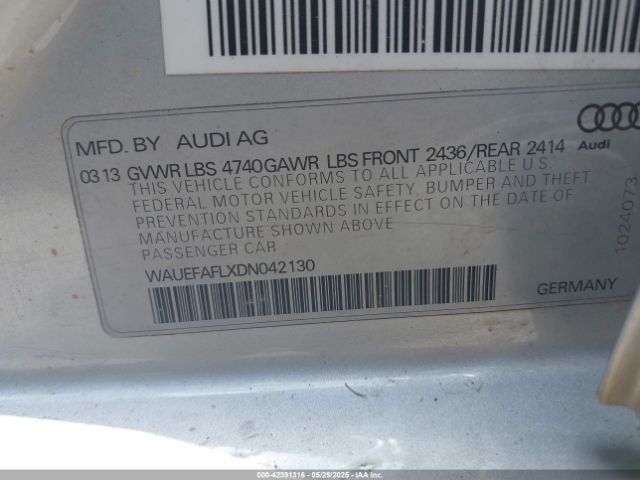 MFD. BY AUDI AG
Audi
03 13 GVWR LBS 4740 GAWR LBS FRONT 2436/REAR 2414
THIS VEHICLE CONFORMS TO ALL APPLICABLE U.S.
FEDERAL MOTOR VEHICLE SAFETY, BUMPER AND THEFT
PREVENTION STANDARDS IN EFFECT ON THE DATE OF
MANUFACTURE SHOWN ABOVE
PASSENGER CAR
WAUEFAFLXDN042130
GERMANY
1024073
000-42391316 - 05/29/2025 - IAA Inc.